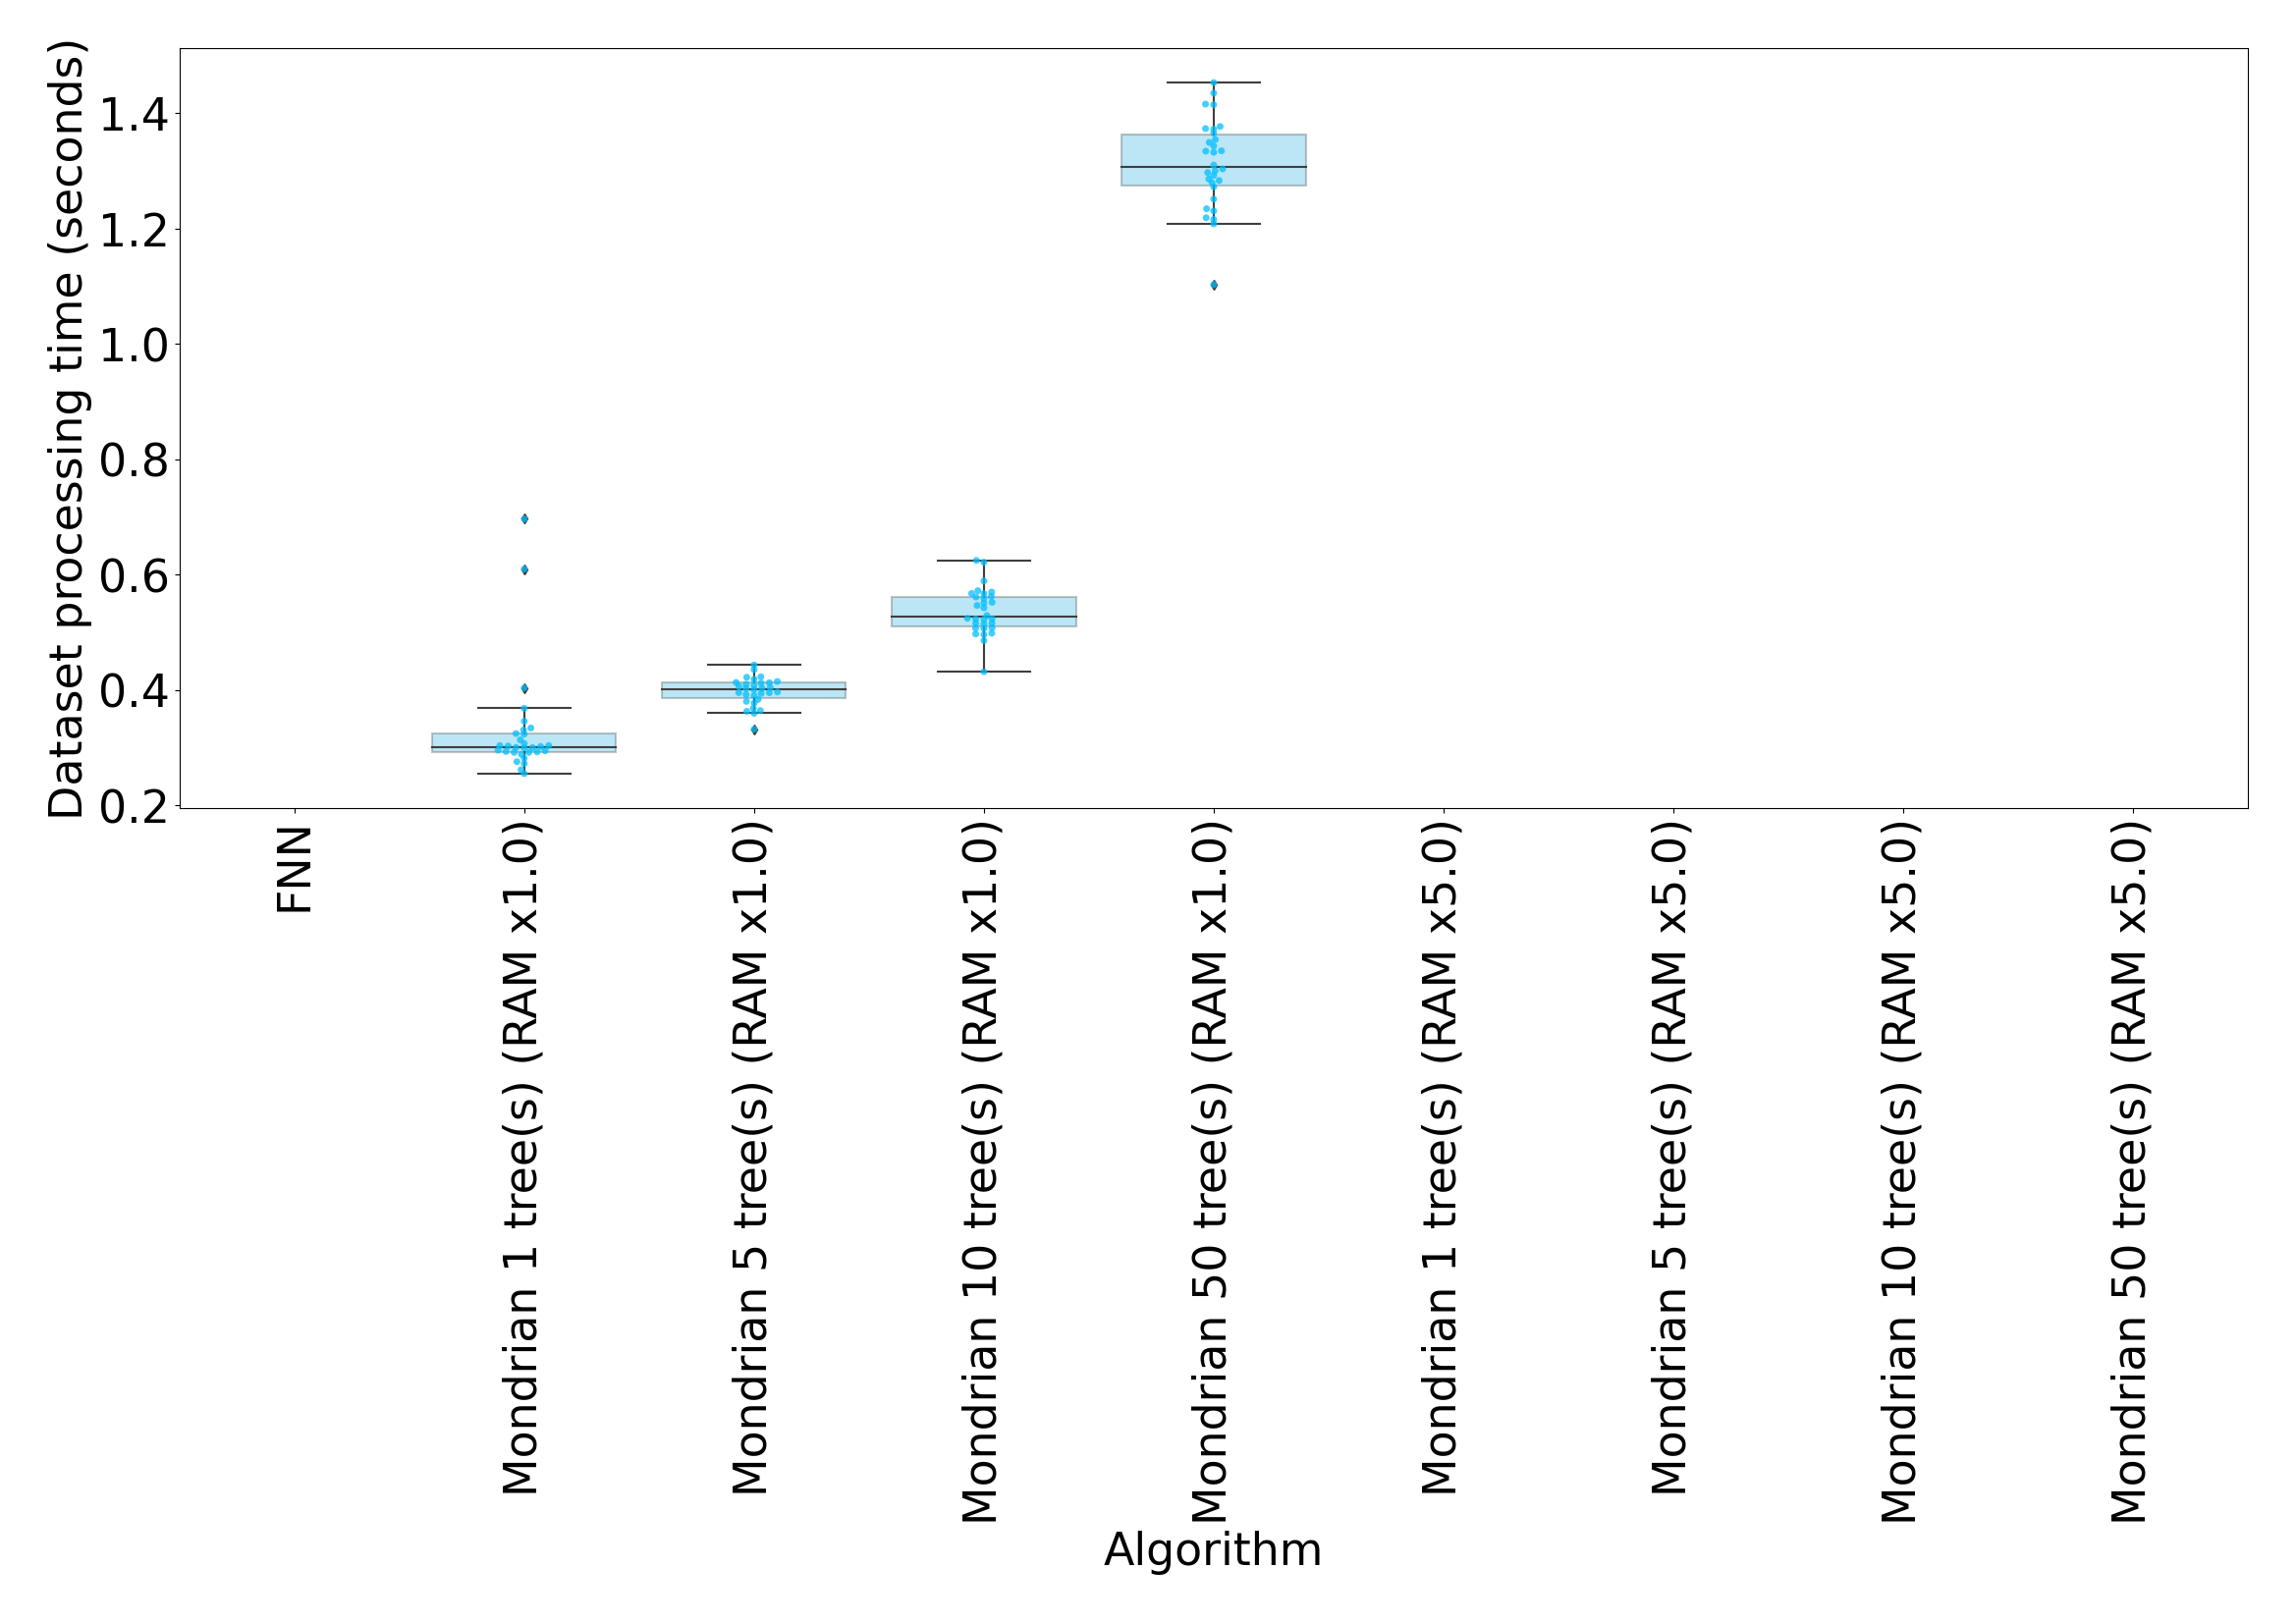 Dataset processing time (seconds)
1.4
1.2
1.0
0.8
0.6
0.4
0.2
FNN
Mondrian 1 tree(s) (RAM x1.0)
Mondrian 5 tree(s) (RAM x1.0)
Mondrian 10 tree(s) (RAM x1.0)
Mondrian 50 tree(s) (RAM x1.0)
Mondrian 1 tree(s) (RAM x5.0)
Mondrian 5 tree(s) (RAM x5.0)
Mondrian 10 tree(s) (RAM x5.0)
Mondrian 50 tree(s) (RAM x5.0)
Algorithm